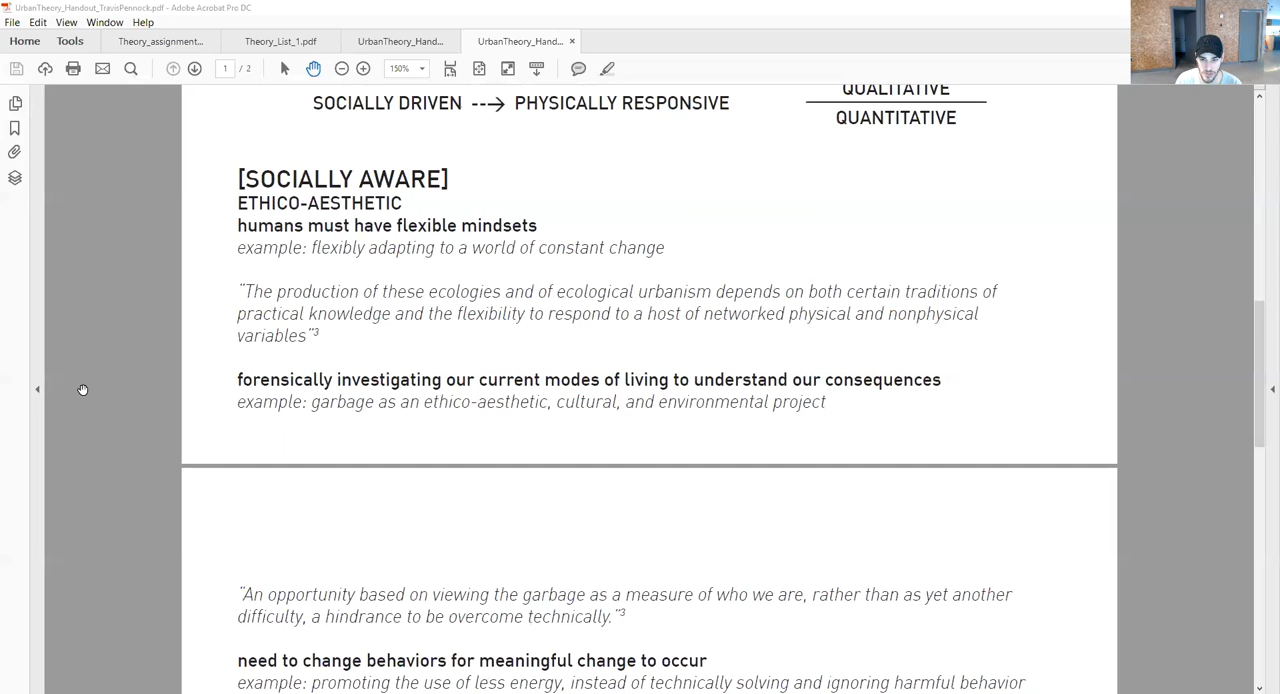 UrbanTheory_Handout_TravisPennock.pdf - Adobe Acrobat Pro DC
File Edit View Window Help
Home Tools Theory_assignment... Theory_List_1.pdf UrbanTheory_Hand... UrbanTheory_Hand... ×
1 / 2 150%
QUALITATIVE
SOCIALLY DRIVEN ---> PHYSICALLY RESPONSIVE
QUANTITATIVE
[SOCIALLY AWARE]
ETHICO-AESTHETIC
humans must have flexible mindsets
example: flexibly adapting to a world of constant change
"The production of these ecologies and of ecological urbanism depends on both certain traditions of
practical knowledge and the flexibility to respond to a host of networked physical and nonphysical
variables"³
forensically investigating our current modes of living to understand our consequences
example: garbage as an ethico-aesthetic, cultural, and environmental project
"An opportunity based on viewing the garbage as a measure of who we are, rather than as yet another
difficulty, a hindrance to be overcome technically."³
need to change behaviors for meaningful change to occur
example: promoting the use of less energy, instead of technically solving and ignoring harmful behavior